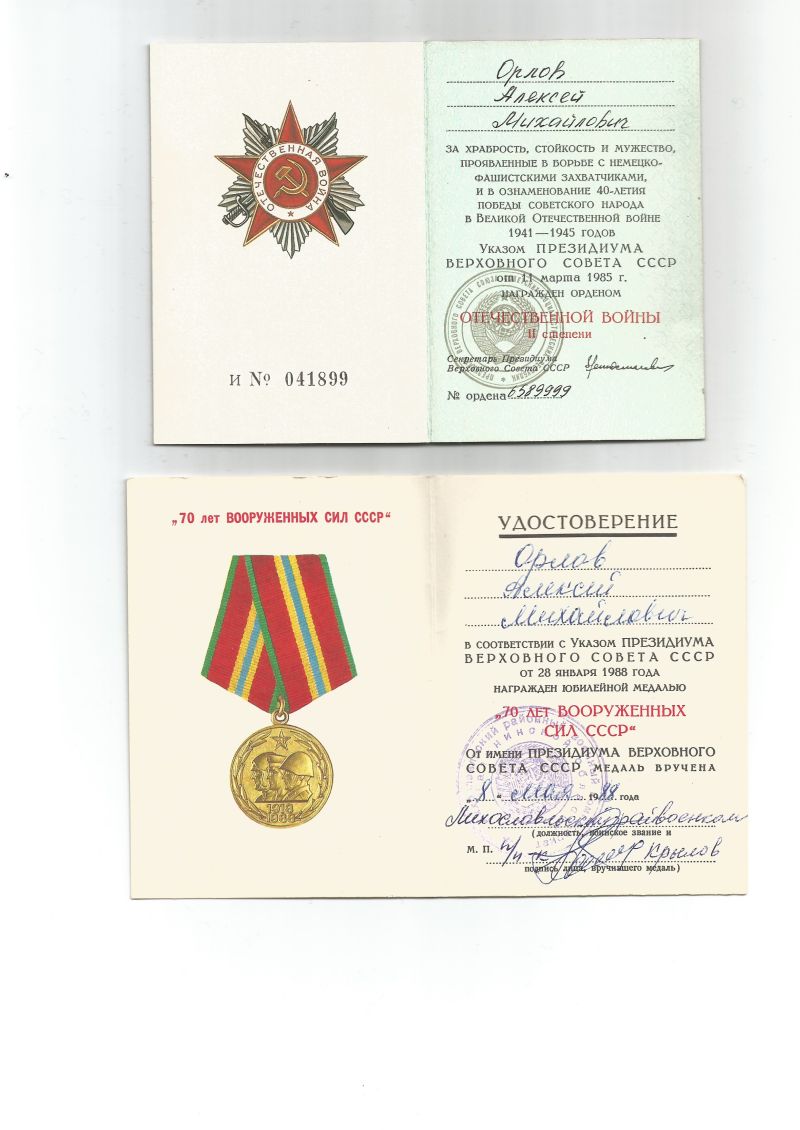 ОТЕЧЕСТВЕННАЯ ВОЙНА
И № 041899
Орлов
Алексей
Михайлович
ЗА ХРАБРОСТЬ, СТОЙКОСТЬ И МУЖЕСТВО,
ПРОЯВЛЕННЫЕ В БОРЬБЕ С НЕМЕЦКО-
ФАШИСТСКИМИ ЗАХВАТЧИКАМИ,
И В ОЗНАМЕНОВАНИЕ 40-ЛЕТИЯ
ПОБЕДЫ СОВЕТСКОГО НАРОДА
В ВЕЛИКОЙ ОТЕЧЕСТВЕННОЙ ВОЙНЕ
1941—1945 ГОДОВ
УКАЗОМ ПРЕЗИДИУМА
ВЕРХОВНОГО СОВЕТА СССР
от 11 марта 1985 г.
НАГРАЖДЕН ОРДЕНОМ
ОТЕЧЕСТВЕННОЙ ВОЙНЫ
II степени
Секретарь Президиума
Верховного Совета СССР
№ ордена 6589999
„70 лет ВООРУЖЕННЫХ СИЛ СССР“
1918
1988
УДОСТОВЕРЕНИЕ
Орлов
Алексей
Михайлович
В СООТВЕТСТВИИ С УКАЗОМ ПРЕЗИДИУМА
ВЕРХОВНОГО СОВЕТА СССР
ОТ 28 ЯНВАРЯ 1988 ГОДА
НАГРАЖДЕН ЮБИЛЕЙНОЙ МЕДАЛЬЮ
„70 ЛЕТ ВООРУЖЕННЫХ
СИЛ СССР“
ОТ ИМЕНИ ПРЕЗИДИУМА ВЕРХОВНОГО
СОВЕТА СССР МЕДАЛЬ ВРУЧЕНА
„8“ мая 1988 года
(должность, воинское звание и
М. П. п/п-к Крылов
подпись лица, вручившего медаль)